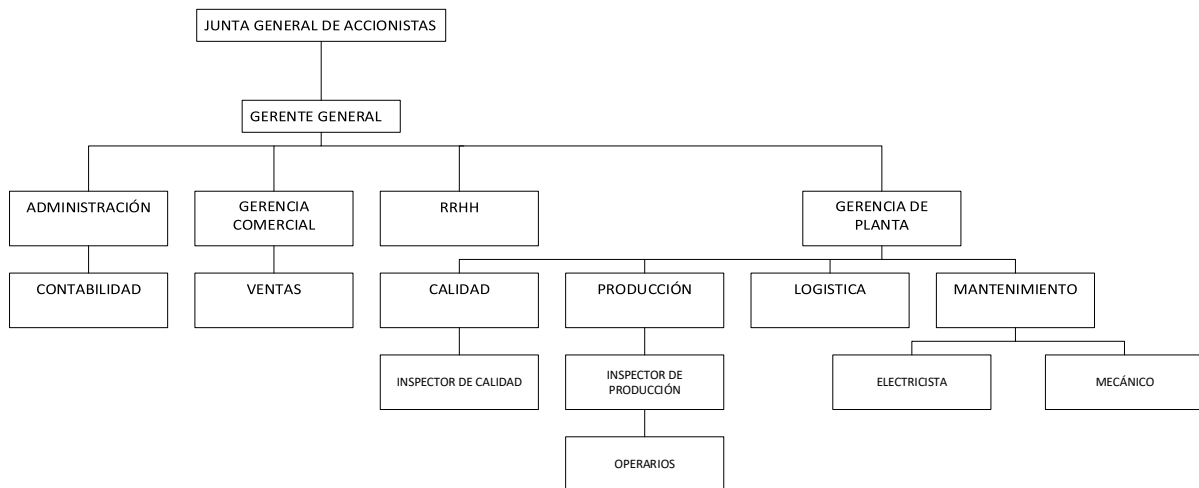 JUNTA GENERAL DE ACCIONISTAS
GERENTE GENERAL
ADMINISTRACIÓN
GERENCIA
COMERCIAL
RRHH
GERENCIA DE
PLANTA
CONTABILIDAD
VENTAS
CALIDAD
PRODUCCIÓN
LOGISTICA
MANTENIMIENTO
INSPECTOR DE CALIDAD
INSPECTOR DE
PRODUCCIÓN
ELECTRICISTA
MECÁNICO
OPERARIOS